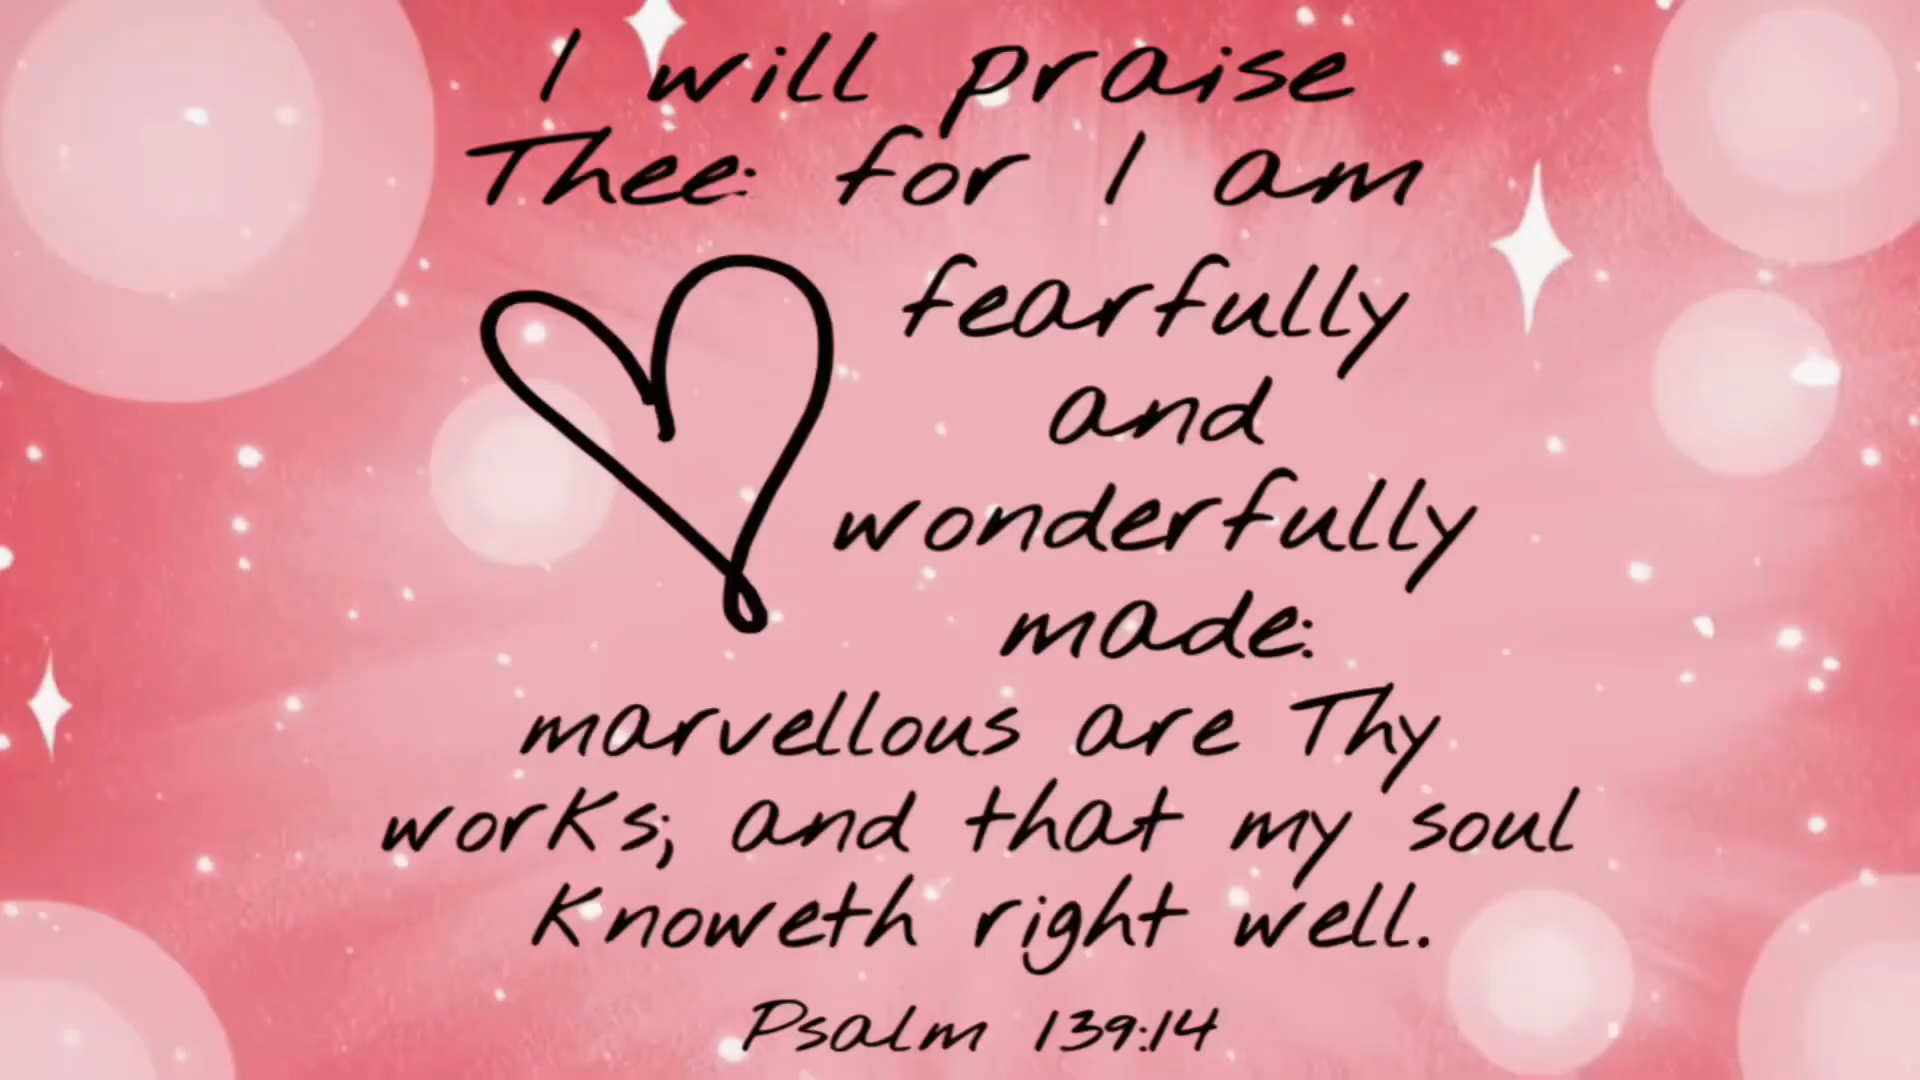 I will praise
Thee: for I am
fearfully
and
wonderfully
made:
marvellous are Thy
works; and that my soul
Knoweth right well.
Psalm 139:14